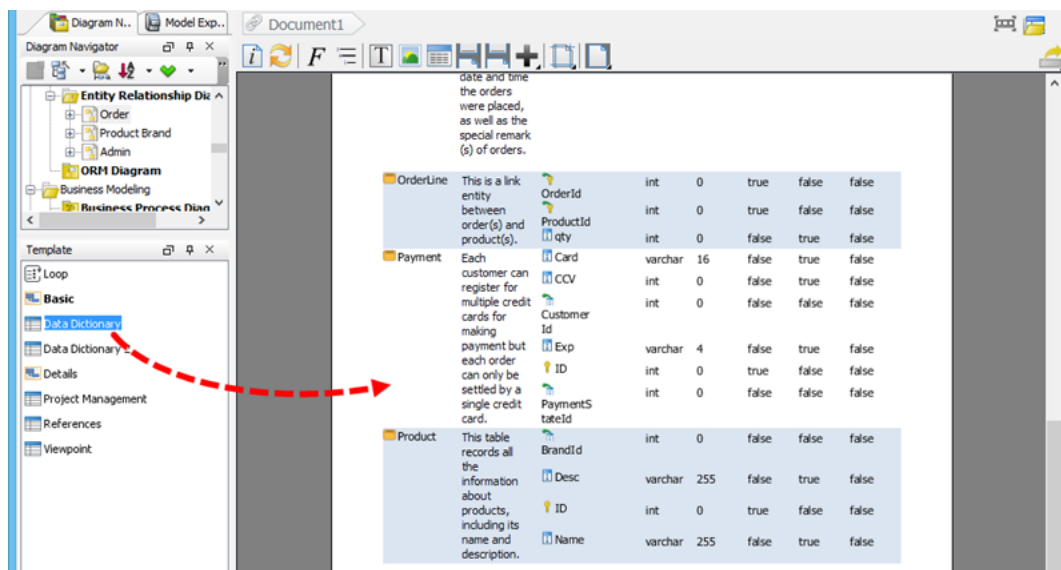 Diagram N..
Model Exp..
Document1
Diagram Navigator
F
T
Entity Relationship Dia
Order
Product Brand
Admin
ORM Diagram
Business Modeling
Business Process Diag
Template
Loop
Basic
Data Dictionary
Data Dictionary
Details
Project Management
References
Viewpoint
date and time
the orders
were placed,
as well as the
special remark
(s) of orders.
OrderLine
This is a link
entity
between
order(s) and
product(s).
OrderId int 0 true false false
ProductId int 0 true false false
qty int 0 false true false
Payment
Each
customer can
register for
multiple credit
cards for
making
payment but
each order
can only be
settled by a
single credit
card.
Card varchar 16 false true false
CCV int 0 false true false
Customer
Id int 0 false false false
Exp varchar 4 false true false
ID int 0 true false false
PaymentS
tateId int 0 false false false
Product
This table
records all
the
information
about
products,
including its
name and
description.
BrandId int 0 false false false
Desc varchar 255 false true false
ID int 0 true false false
Name varchar 255 false true false